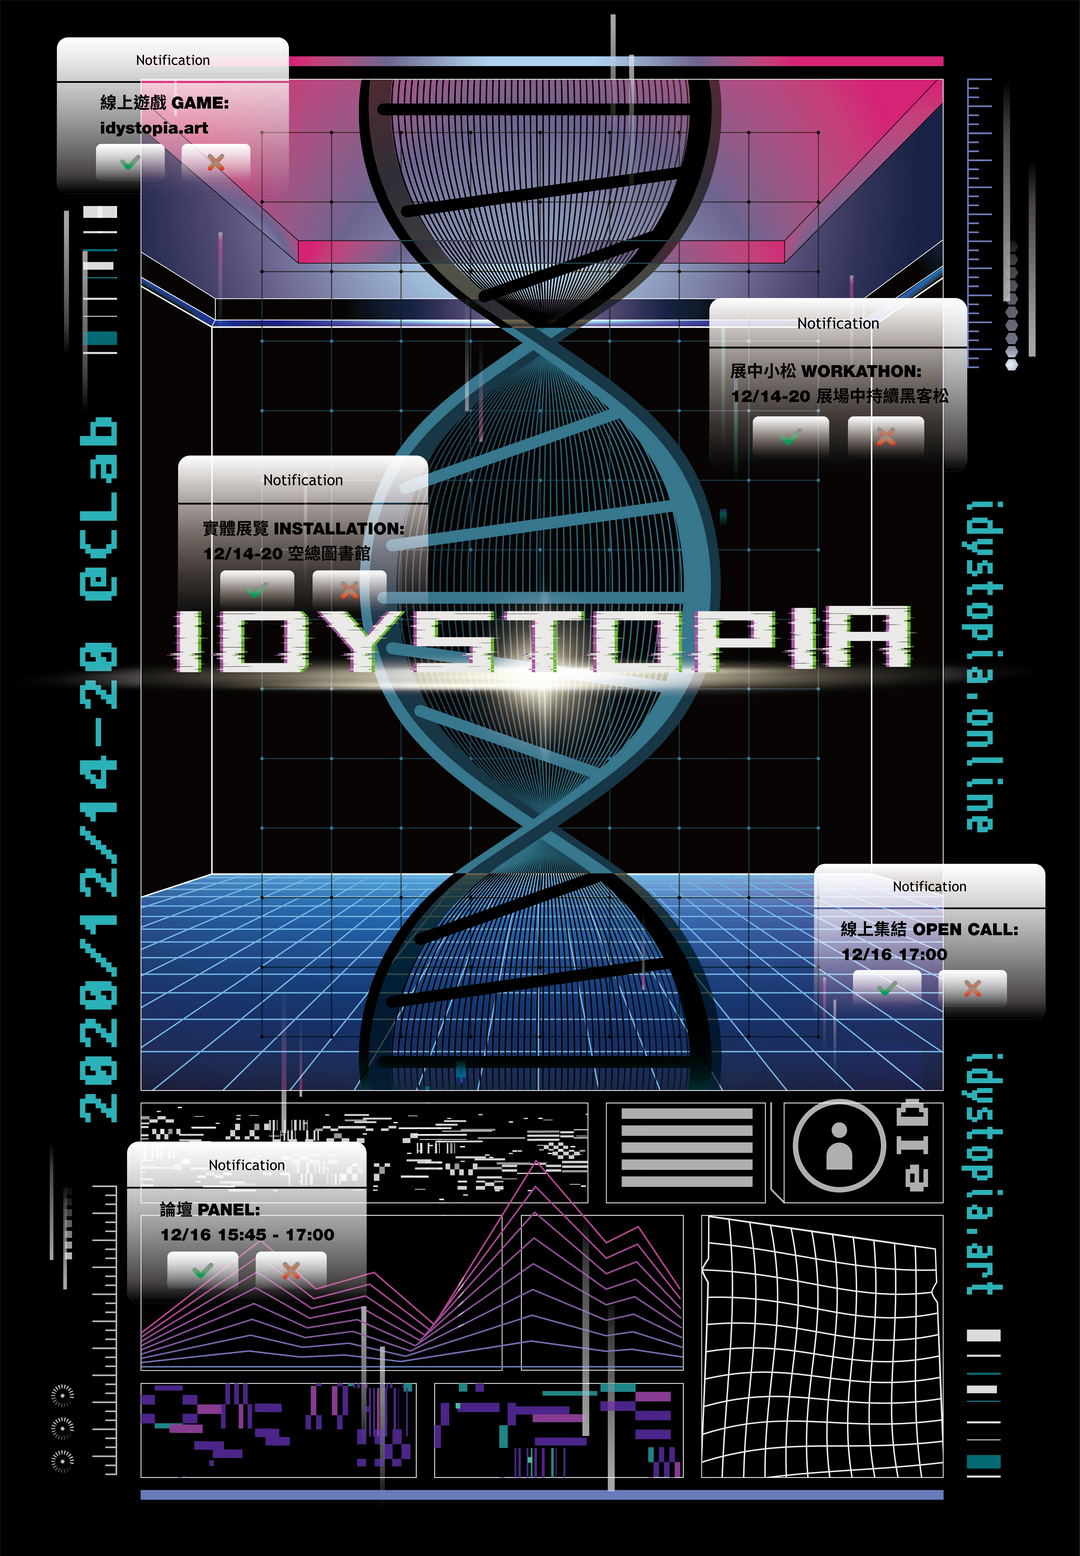 Notification
線上遊戲 GAME:
idystopia.art
Notification
展中小松 WORKATHON:
12/14-20 展場中持續黑客松
Notification
實體展覽 INSTALLATION:
12/14-20 空總圖書館
IDYSTOPIA
2020/12/14-20 @CLab
idystopia.online
Notification
線上集結 OPEN CALL:
12/16 17:00
idystopia.art
eID
Notification
論壇 PANEL:
12/16 15:45 - 17:00